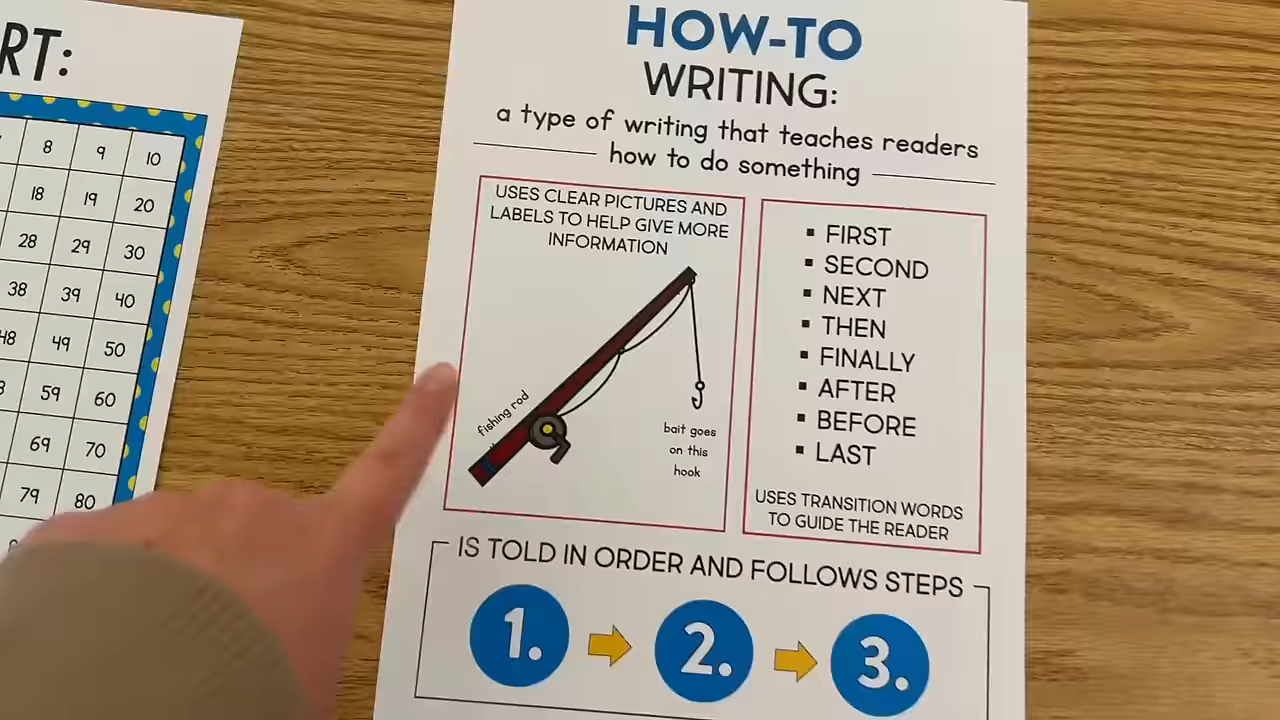 RT:
8 9 10
18 19 20
28 29 30
38 39 40
48 49 50
59 60
69 70
79 80
HOW-TO
WRITING:
a type of writing that teaches readers
how to do something
USES CLEAR PICTURES AND
LABELS TO HELP GIVE MORE
INFORMATION
fishing rod
bait goes
on this
hook
▪ FIRST
▪ SECOND
▪ NEXT
▪ THEN
▪ FINALLY
▪ AFTER
▪ BEFORE
▪ LAST
USES TRANSITION WORDS
TO GUIDE THE READER
IS TOLD IN ORDER AND FOLLOWS STEPS
1. 2. 3.